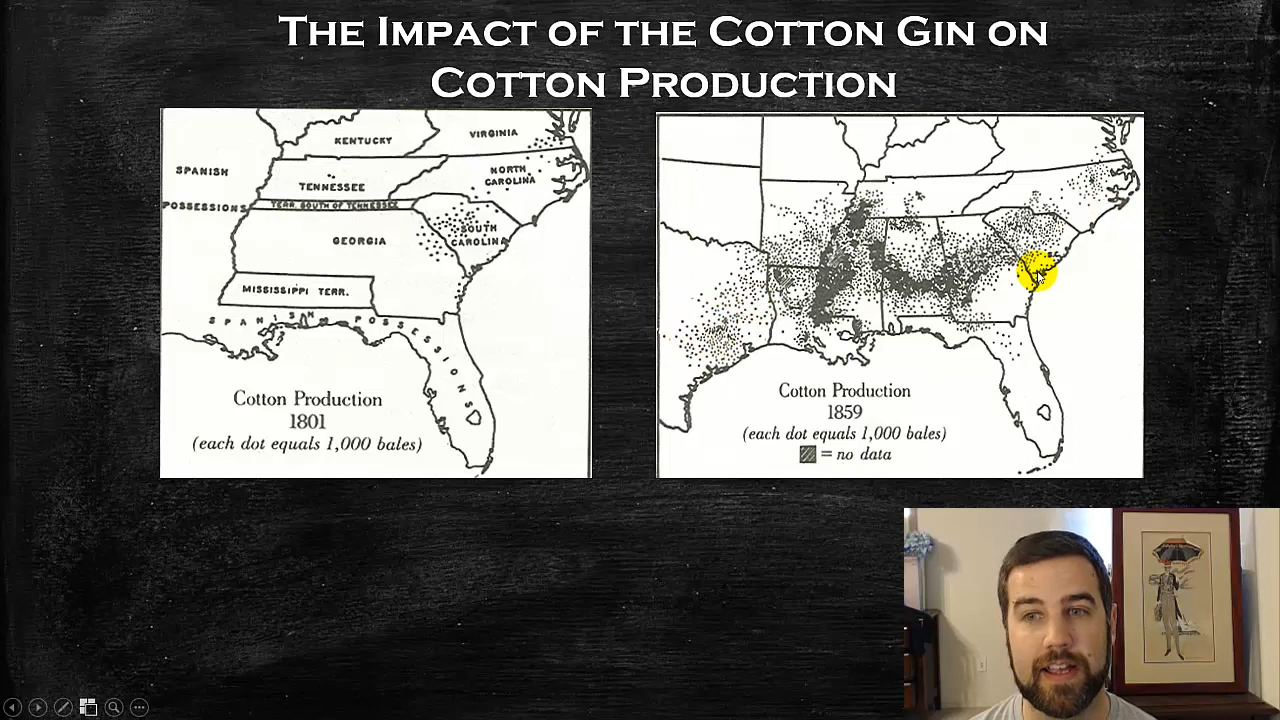 The Impact of the Cotton Gin on
Cotton Production
KENTUCKY
VIRGINIA
SPANISH
POSSESSIONS
TENNESSEE
NORTH
CAROLINA
TERR. SOUTH OF TENNESSEE
GEORGIA
SOUTH
CAROLINA
MISSISSIPPI TERR.
SPANISH POSSESSIONS
Cotton Production
1801
(each dot equals 1,000 bales)
Cotton Production
1859
(each dot equals 1,000 bales)
= no data